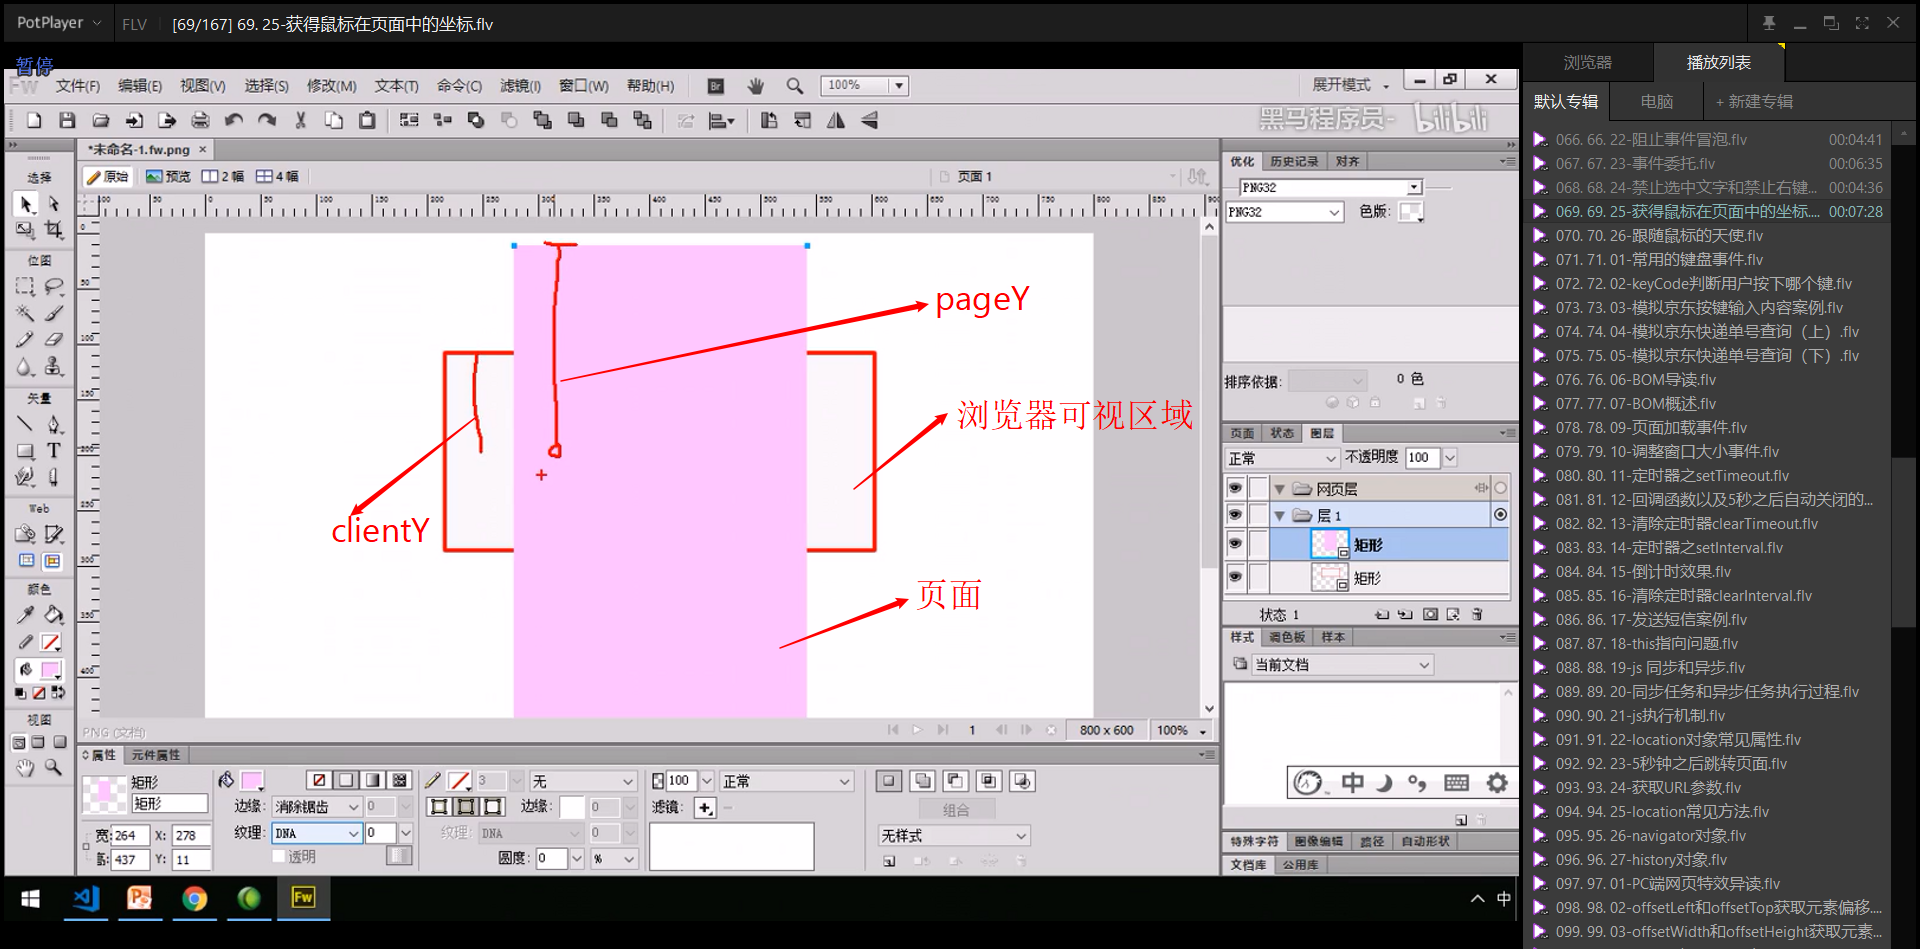 PotPlayer
FLV
[69/167] 69. 25-获得鼠标在页面中的坐标.flv
暂停
文件(F) 编辑(E) 视图(V) 选择(S) 修改(M) 文本(T) 命令(C) 滤镜(I) 窗口(W) 帮助(H)
Br
100%
展开模式
黑马程序员-
bilibili
*未命名-1.fw.png
原始 预览 2 幅 4 幅
页面 1
选择
位图
矢量
Web
颜色
视图
pageY
浏览器可视区域
clientY
页面
PNG (文档)
1
800 x 600
100%
属性 元件属性
矩形
矩形
宽: 264 X: 278
高: 437 Y: 11
边缘: 消除锯齿 0
纹理: DNA 0
透明
3 无
边缘: 0
纹理: DNA 0
圆度: 0 %
100 正常
滤镜:
组合
无样式
优化 历史记录 对齐
PNG32
PNG32 色版:
排序依据: 0 色
页面 状态 图层
正常 不透明度 100
网页层
层 1
矩形
矩形
状态 1
样式 调色板 样本
当前文档
中
特殊字符 图像编辑 路径 自动形状
文档库 公用库
Fw
中
浏览器 播放列表
默认专辑 电脑 + 新建专辑
066. 66. 22-阻止事件冒泡.flv 00:04:41
067. 67. 23-事件委托.flv 00:06:35
068. 68. 24-禁止选中文字和禁止右键... 00:04:36
069. 69. 25-获得鼠标在页面中的坐标.... 00:07:28
070. 70. 26-跟随鼠标的天使.flv
071. 71. 01-常用的键盘事件.flv
072. 72. 02-keyCode判断用户按下哪个键.flv
073. 73. 03-模拟京东按键输入内容案例.flv
074. 74. 04-模拟京东快递单号查询（上）.flv
075. 75. 05-模拟京东快递单号查询（下）.flv
076. 76. 06-BOM导读.flv
077. 77. 07-BOM概述.flv
078. 78. 09-页面加载事件.flv
079. 79. 10-调整窗口大小事件.flv
080. 80. 11-定时器之setTimeout.flv
081. 81. 12-回调函数以及5秒之后自动关闭的...
082. 82. 13-清除定时器clearTimeout.flv
083. 83. 14-定时器之setInterval.flv
084. 84. 15-倒计时效果.flv
085. 85. 16-清除定时器clearInterval.flv
086. 86. 17-发送短信案例.flv
087. 87. 18-this指向问题.flv
088. 88. 19-js 同步和异步.flv
089. 89. 20-同步任务和异步任务执行过程.flv
090. 90. 21-js执行机制.flv
091. 91. 22-location对象常见属性.flv
092. 92. 23-5秒钟之后跳转页面.flv
093. 93. 24-获取URL参数.flv
094. 94. 25-location常见方法.flv
095. 95. 26-navigator对象.flv
096. 96. 27-history对象.flv
097. 97. 01-PC端网页特效导读.flv
098. 98. 02-offsetLeft和offsetTop获取元素偏移....
099. 99. 03-offsetWidth和offsetHeight获取元素...